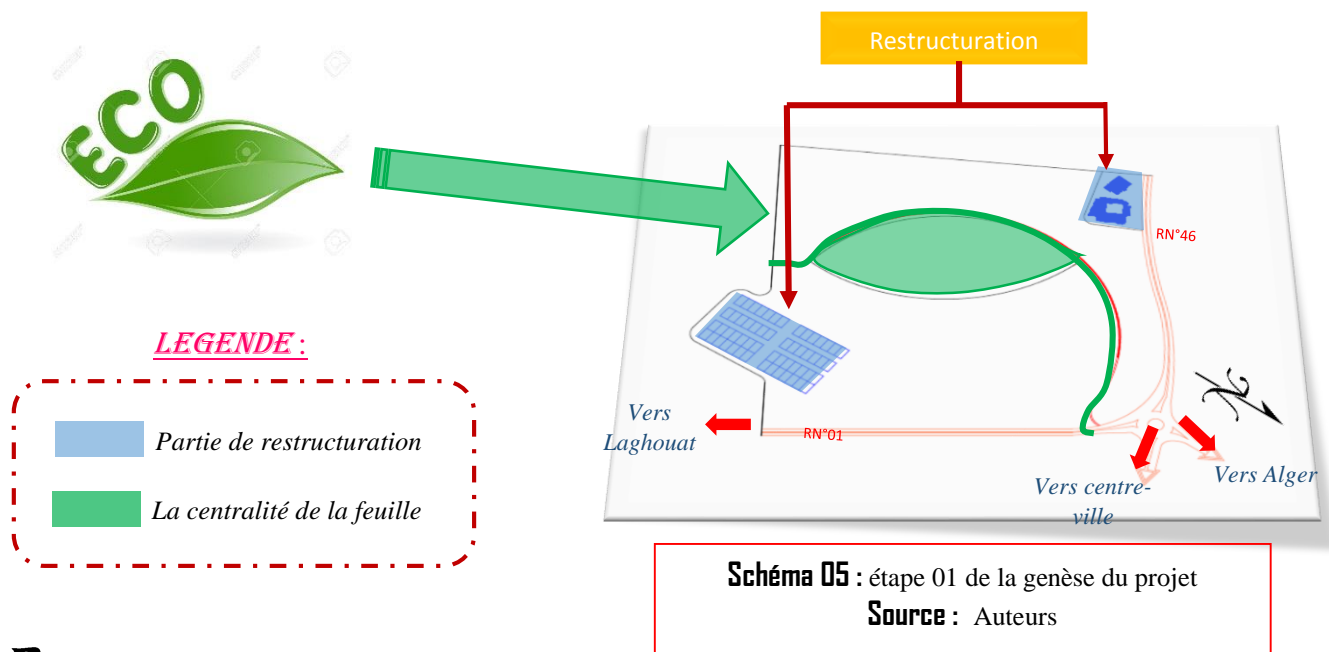 Restructuration
ECO
RN°46
LEGENDE :
Partie de restructuration
La centralité de la feuille
Vers
Laghouat
RN°01
Vers centre-
ville
Vers Alger
N
Schéma 05 : étape 01 de la genèse du projet
Source : Auteurs